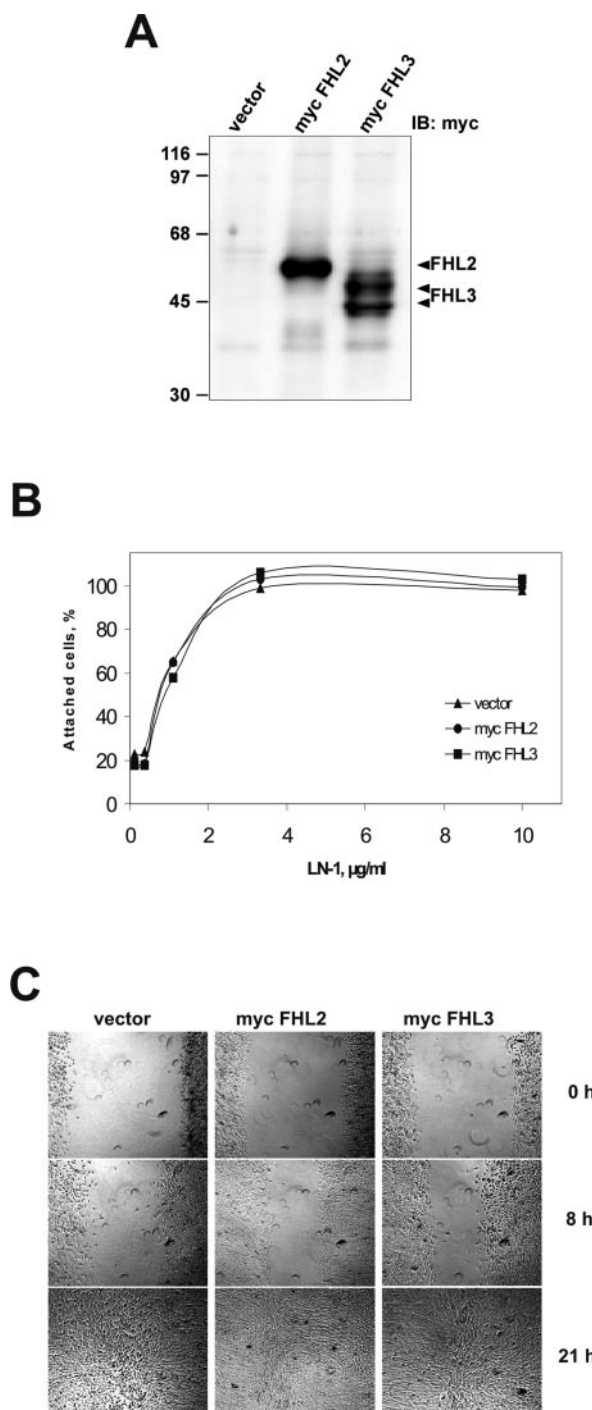 A
vector
myc FHL2
myc FHL3
IB: myc
116
97
68
45
30
FHL2
FHL3
B
Attached cells, %
100
80
60
40
20
0
vector
myc FHL2
myc FHL3
0 2 4 6 8 10
LN-1, µg/ml
C
vector myc FHL2 myc FHL3
0 h
8 h
21 h